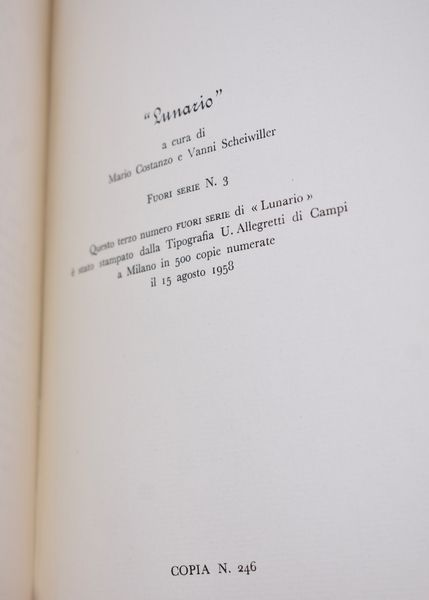 “Lunario”
a cura di
Mario Costanzo e Vanni Scheiwiller
FUORI SERIE N. 3
Questo terzo numero FUORI SERIE di « Lunario »
è stato stampato dalla Tipografia U. Allegretti di Campi
a Milano in 500 copie numerate
il 15 agosto 1958
COPIA N. 246